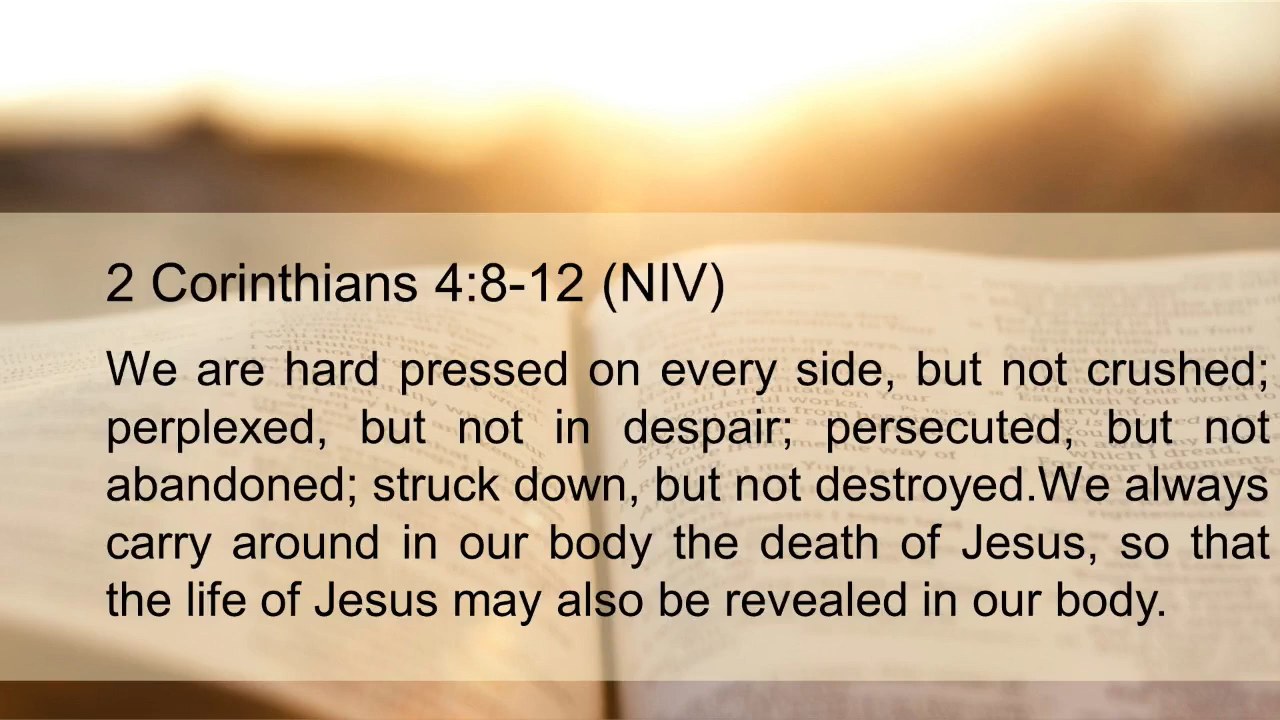 2 Corinthians 4:8-12 (NIV)
We are hard pressed on every side, but not crushed;
perplexed, but not in despair; persecuted, but not
abandoned; struck down, but not destroyed.We always
carry around in our body the death of Jesus, so that
the life of Jesus may also be revealed in our body.